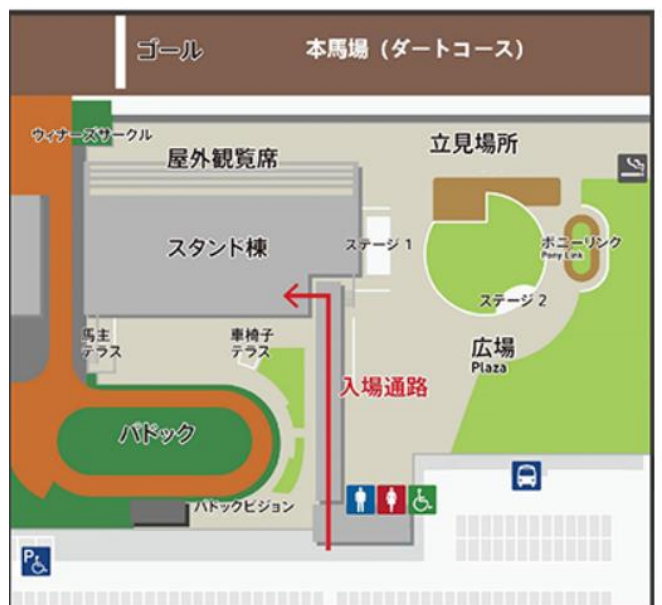 ゴール
本馬場（ダートコース）
ウィナーズサークル
屋外観覧席
立見場所
スタンド棟
ステージ 1
ポニーリンク
Pony Link
ステージ 2
馬主
テラス
車椅子
テラス
広場
Plaza
入場通路
パドック
パドックビジョン
P